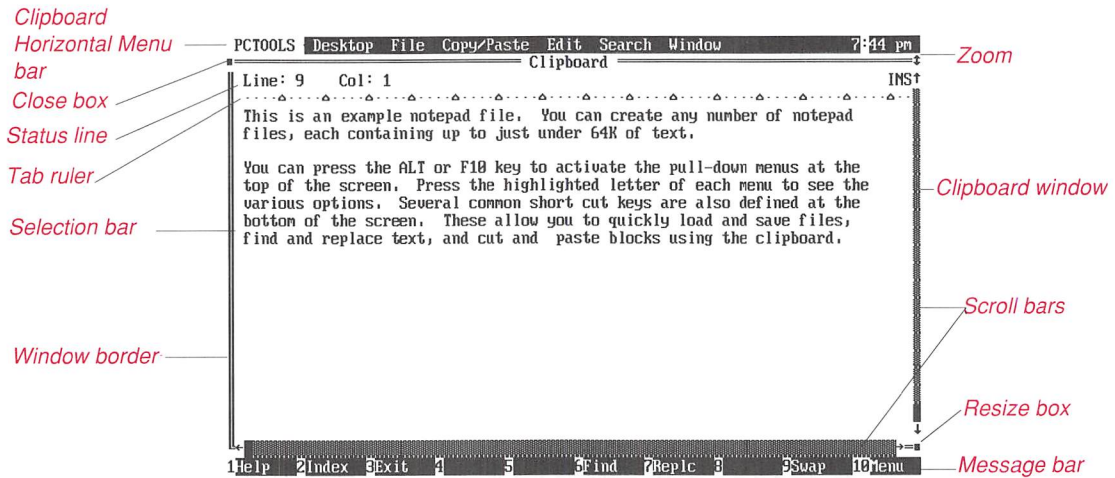 Clipboard
Horizontal Menu
bar
Close box
Status line
Tab ruler
Selection bar
Window border
PCTOOLS Desktop File Copy/Paste Edit Search Window 7:44 pm
Clipboard
Line: 9 Col: 1 INS
This is an example notepad file. You can create any number of notepad
files, each containing up to just under 64K of text.
You can press the ALT or F10 key to activate the pull-down menus at the
top of the screen. Press the highlighted letter of each menu to see the
various options. Several common short cut keys are also defined at the
bottom of the screen. These allow you to quickly load and save files,
find and replace text, and cut and paste blocks using the clipboard.
1Help 2Index 3Exit 4 5 6Find 7Replc 8 9Swap 10Menu
Zoom
Clipboard window
Scroll bars
Resize box
Message bar